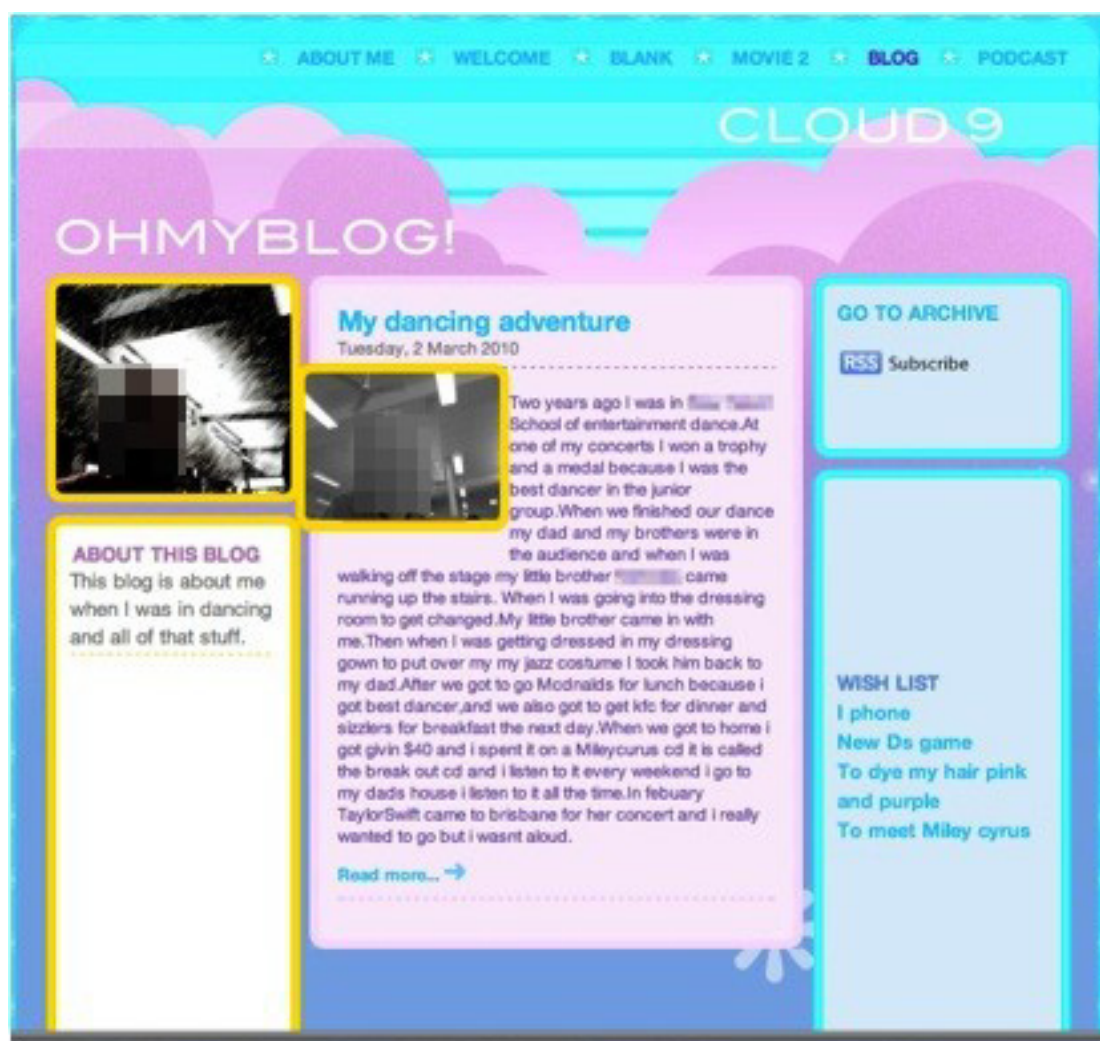 ABOUT ME WELCOME BLANK MOVIE 2 BLOG PODCAST
CLOUD 9
OHMYBLOG!
ABOUT THIS BLOG
This blog is about me
when I was in dancing
and all of that stuff.
My dancing adventure
Tuesday, 2 March 2010
Two years ago I was in
School of entertainment dance.At
one of my concerts I won a trophy
and a medal because I was the
best dancer in the junior
group.When we finished our dance
my dad and my brothers were in
the audience and when I was
walking off the stage my little brother came
running up the stairs. When I was going into the dressing
room to get changed.My little brother came in with
me.Then when I was getting dressed in my dressing
gown to put over my my jazz costume I took him back to
my dad.After we got to go Mcdnalds for lunch because i
got best dancer,and we also got to get kfc for dinner and
sizzlers for breakfast the next day.When we got to home i
got givin $40 and i spent it on a Mileycurus cd it is called
the break out cd and i listen to it every weekend i go to
my dads house i listen to it all the time.In febuary
TaylorSwift came to brisbane for her concert and i really
wanted to go but i wasnt aloud.
Read more...
GO TO ARCHIVE
RSS Subscribe
WISH LIST
I phone
New Ds game
To dye my hair pink
and purple
To meet Miley cyrus